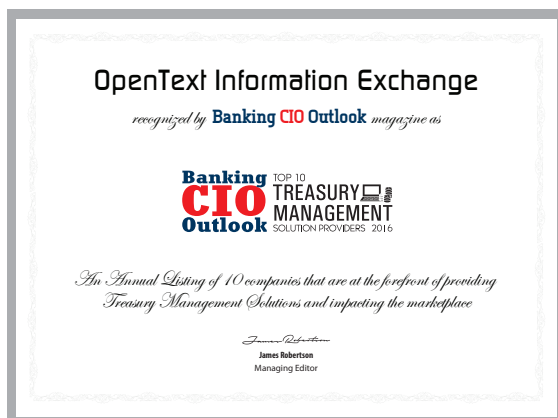 OpenText Information Exchange
recognized by Banking CIO Outlook magazine as
Banking
CIO
Outlook
TOP 10
TREASURY
MANAGEMENT
SOLUTION PROVIDERS 2016
An Annual Listing of 10 companies that are at the forefront of providing
Treasury Management Solutions and impacting the marketplace
James Robertson
James Robertson
Managing Editor